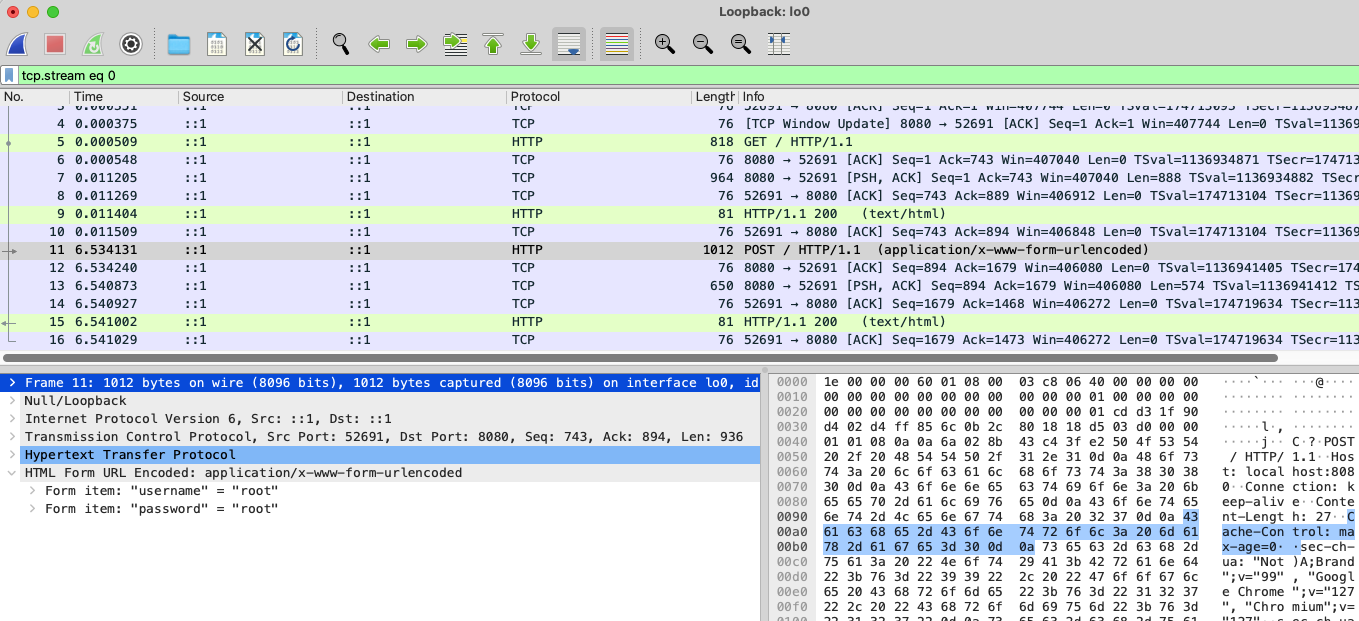 Loopback: lo0
tcp.stream eq 0
No. Time Source Destination Protocol Length Info
3 0.000351 ::1 ::1 TCP 76 52691 → 8080 [ACK] Seq=1 Ack=1 Win=407744 Len=0 TSval=174713093 TSecr=1136934871
4 0.000375 ::1 ::1 TCP 76 [TCP Window Update] 8080 → 52691 [ACK] Seq=1 Ack=1 Win=407744 Len=0 TSval=11369
5 0.000509 ::1 ::1 HTTP 818 GET / HTTP/1.1
6 0.000548 ::1 ::1 TCP 76 8080 → 52691 [ACK] Seq=1 Ack=743 Win=407040 Len=0 TSval=1136934871 TSecr=174713
7 0.011205 ::1 ::1 TCP 964 8080 → 52691 [PSH, ACK] Seq=1 Ack=743 Win=407040 Len=888 TSval=1136934882 TSecr
8 0.011269 ::1 ::1 TCP 76 52691 → 8080 [ACK] Seq=743 Ack=889 Win=406912 Len=0 TSval=174713104 TSecr=1136
9 0.011404 ::1 ::1 HTTP 81 HTTP/1.1 200 (text/html)
10 0.011509 ::1 ::1 TCP 76 52691 → 8080 [ACK] Seq=743 Ack=894 Win=406848 Len=0 TSval=174713104 TSecr=1136
11 6.534131 ::1 ::1 HTTP 1012 POST / HTTP/1.1 (application/x-www-form-urlencoded)
12 6.534240 ::1 ::1 TCP 76 8080 → 52691 [ACK] Seq=894 Ack=1679 Win=406080 Len=0 TSval=1136941405 TSecr=174
13 6.540873 ::1 ::1 TCP 650 8080 → 52691 [PSH, ACK] Seq=894 Ack=1679 Win=406080 Len=574 TSval=1136941412 TS
14 6.540927 ::1 ::1 TCP 76 52691 → 8080 [ACK] Seq=1679 Ack=1468 Win=406272 Len=0 TSval=174719634 TSecr=113
15 6.541002 ::1 ::1 HTTP 81 HTTP/1.1 200 (text/html)
16 6.541029 ::1 ::1 TCP 76 52691 → 8080 [ACK] Seq=1679 Ack=1473 Win=406272 Len=0 TSval=174719634 TSecr=113
Frame 11: 1012 bytes on wire (8096 bits), 1012 bytes captured (8096 bits) on interface lo0, id
Null/Loopback
Internet Protocol Version 6, Src: ::1, Dst: ::1
Transmission Control Protocol, Src Port: 52691, Dst Port: 8080, Seq: 743, Ack: 894, Len: 936
Hypertext Transfer Protocol
HTML Form URL Encoded: application/x-www-form-urlencoded
Form item: "username" = "root"
Form item: "password" = "root"
0000 1e 00 00 00 60 01 08 00 03 c8 06 40 00 00 00 00 ····`··· ···@····
0010 00 00 00 00 00 00 00 00 00 00 00 01 00 00 00 00 ········ ········
0020 00 00 00 00 00 00 00 00 00 00 00 01 cd d3 1f 90 ········ ········
0030 d4 02 d4 ff 85 6c 0b 2c 80 18 18 d5 03 d0 00 00 ·····l·, ········
0040 01 01 08 0a 0a 6a 02 8b 43 c4 3f e2 50 4f 53 54 ·····j·· C·?·POST
0050 20 2f 20 48 54 54 50 2f 31 2e 31 0d 0a 48 6f 73 / HTTP/ 1.1··Hos
0060 74 3a 20 6c 6f 63 61 6c 68 6f 73 74 3a 38 30 38 t: local host:808
0070 30 0d 0a 43 6f 6e 6e 65 63 74 69 6f 6e 3a 20 6b 0··Conne ction: k
0080 65 65 70 2d 61 6c 69 76 65 0d 0a 43 6f 6e 74 65 eep-aliv e··Conte
0090 6e 74 2d 4c 65 6e 67 74 68 3a 20 32 37 0d 0a 43 nt-Lengt h: 27··C
00a0 61 63 68 65 2d 43 6f 6e 74 72 6f 6c 3a 20 6d 61 ache-Con trol: ma
00b0 78 2d 61 67 65 3d 30 0d 0a 73 65 63 2d 63 68 2d x-age=0· ·sec-ch-
00c0 75 61 3a 20 22 4e 6f 74 29 41 3b 42 72 61 6e 64 ua: "Not )A;Brand
00d0 22 3b 76 3d 22 39 39 22 2c 20 22 47 6f 6f 67 6c ";v="99" , "Googl
00e0 65 20 43 68 72 6f 6d 65 22 3b 76 3d 22 31 32 37 e Chrome ";v="127
00f0 22 2c 20 22 43 68 72 6f 6d 69 75 6d 22 3b 76 3d ", "Chro mium";v=